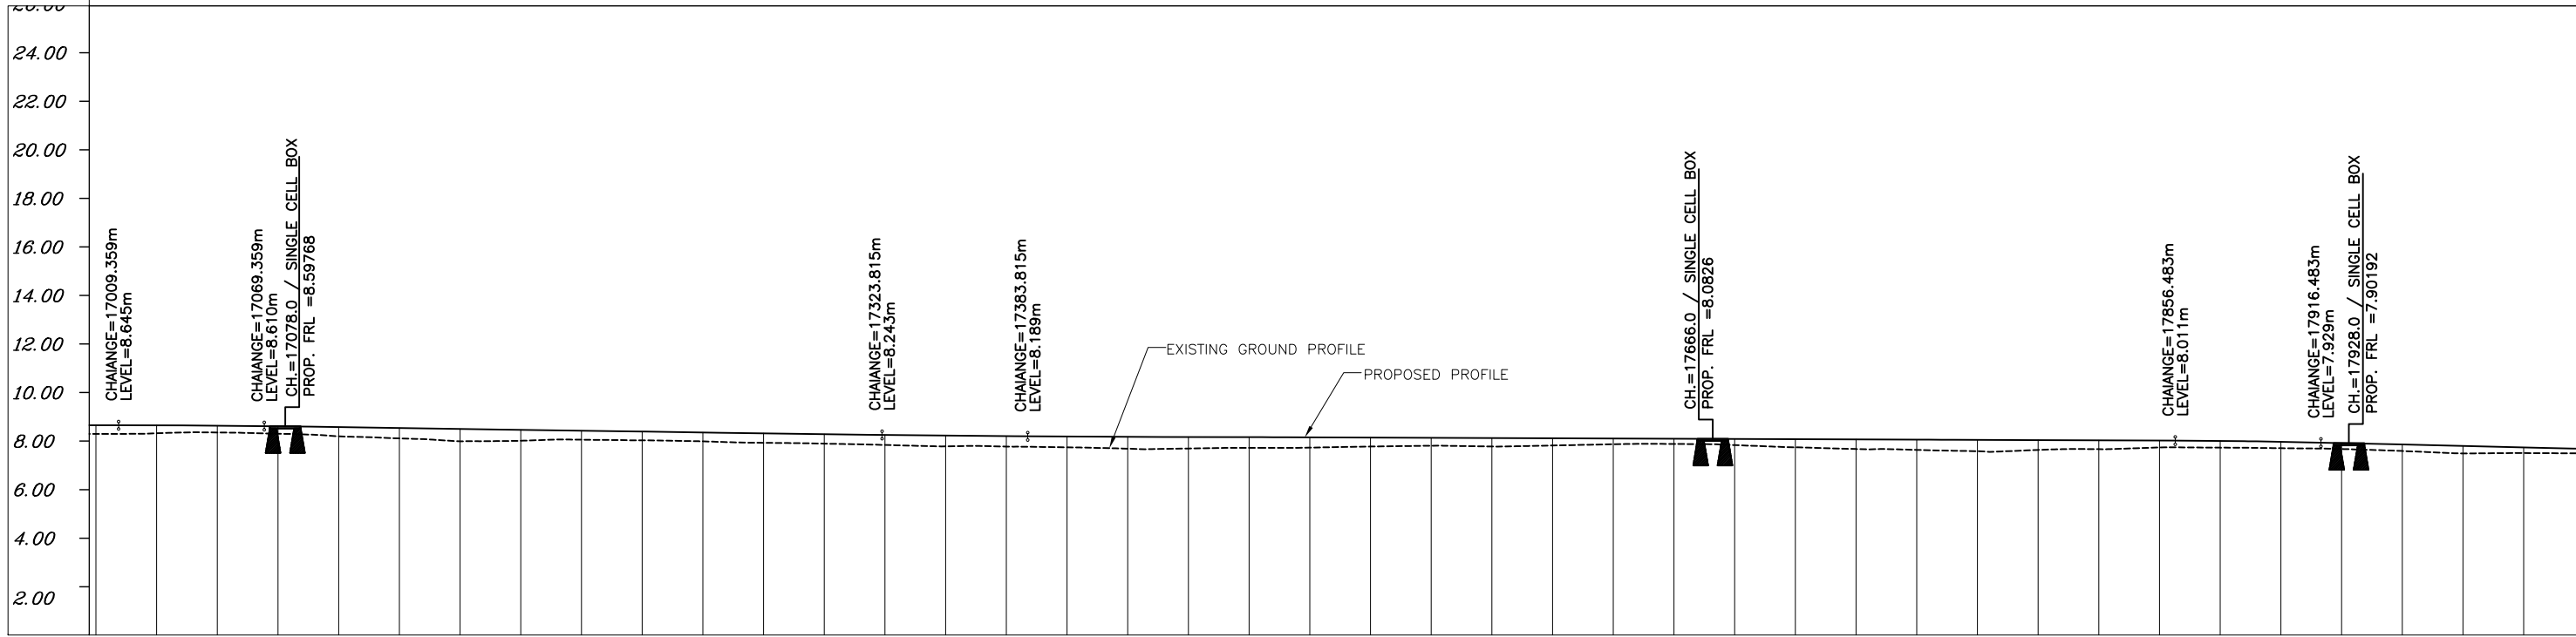 24.00
22.00
20.00
18.00
16.00
14.00
12.00
10.00
8.00
6.00
4.00
2.00
CHAIANGE=17009.359m
LEVEL=8.645m
CHAIANGE=17069.359m
LEVEL=8.610m
CH.=17078.0 / SINGLE CELL BOX
PROP. FRL =8.59768
CHAIANGE=17323.815m
LEVEL=8.243m
CHAIANGE=17383.815m
LEVEL=8.189m
EXISTING GROUND PROFILE
PROPOSED PROFILE
CH.=17666.0 / SINGLE CELL BOX
PROP. FRL =8.0826
CHAIANGE=17856.483m
LEVEL=8.011m
CHAIANGE=17916.483m
LEVEL=7.929m
CH.=17928.0 / SINGLE CELL BOX
PROP. FRL =7.90192